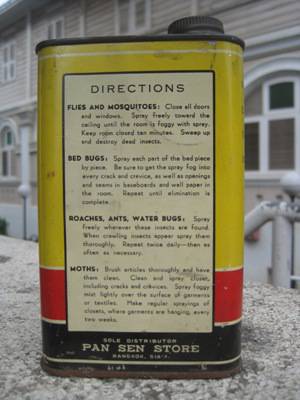 DIRECTIONS
FLIES AND MOSQUITOES: Close all doors
and windows. Spray freely toward the
ceiling until the room is foggy with spray.
Keep room closed ten minutes. Sweep up
and destroy dead insects.
BED BUGS: Spray each part of the bed piece
by piece. Be sure to get the spray fog into
every crack and crevice, as well as openings
and seams in baseboards and wall paper in
the room. Repeat until elimination is
complete.
ROACHES, ANTS, WATER BUGS: Spray
freely wherever these insects are found.
When crawling insects appear spray them
thoroughly. Repeat twice daily—then as
often as necessary.
MOTHS: Brush articles thoroughly and have
them clean. Clean and spray closet,
including cracks and crevices. Spray foggy
mist lightly over the surface of garments
or textiles. Make regular sprayings of
closets, where garments are hanging, every
two weeks.
SOLE DISTRIBUTOR
PAN SEN STORE
BANGKOK, SIAM.